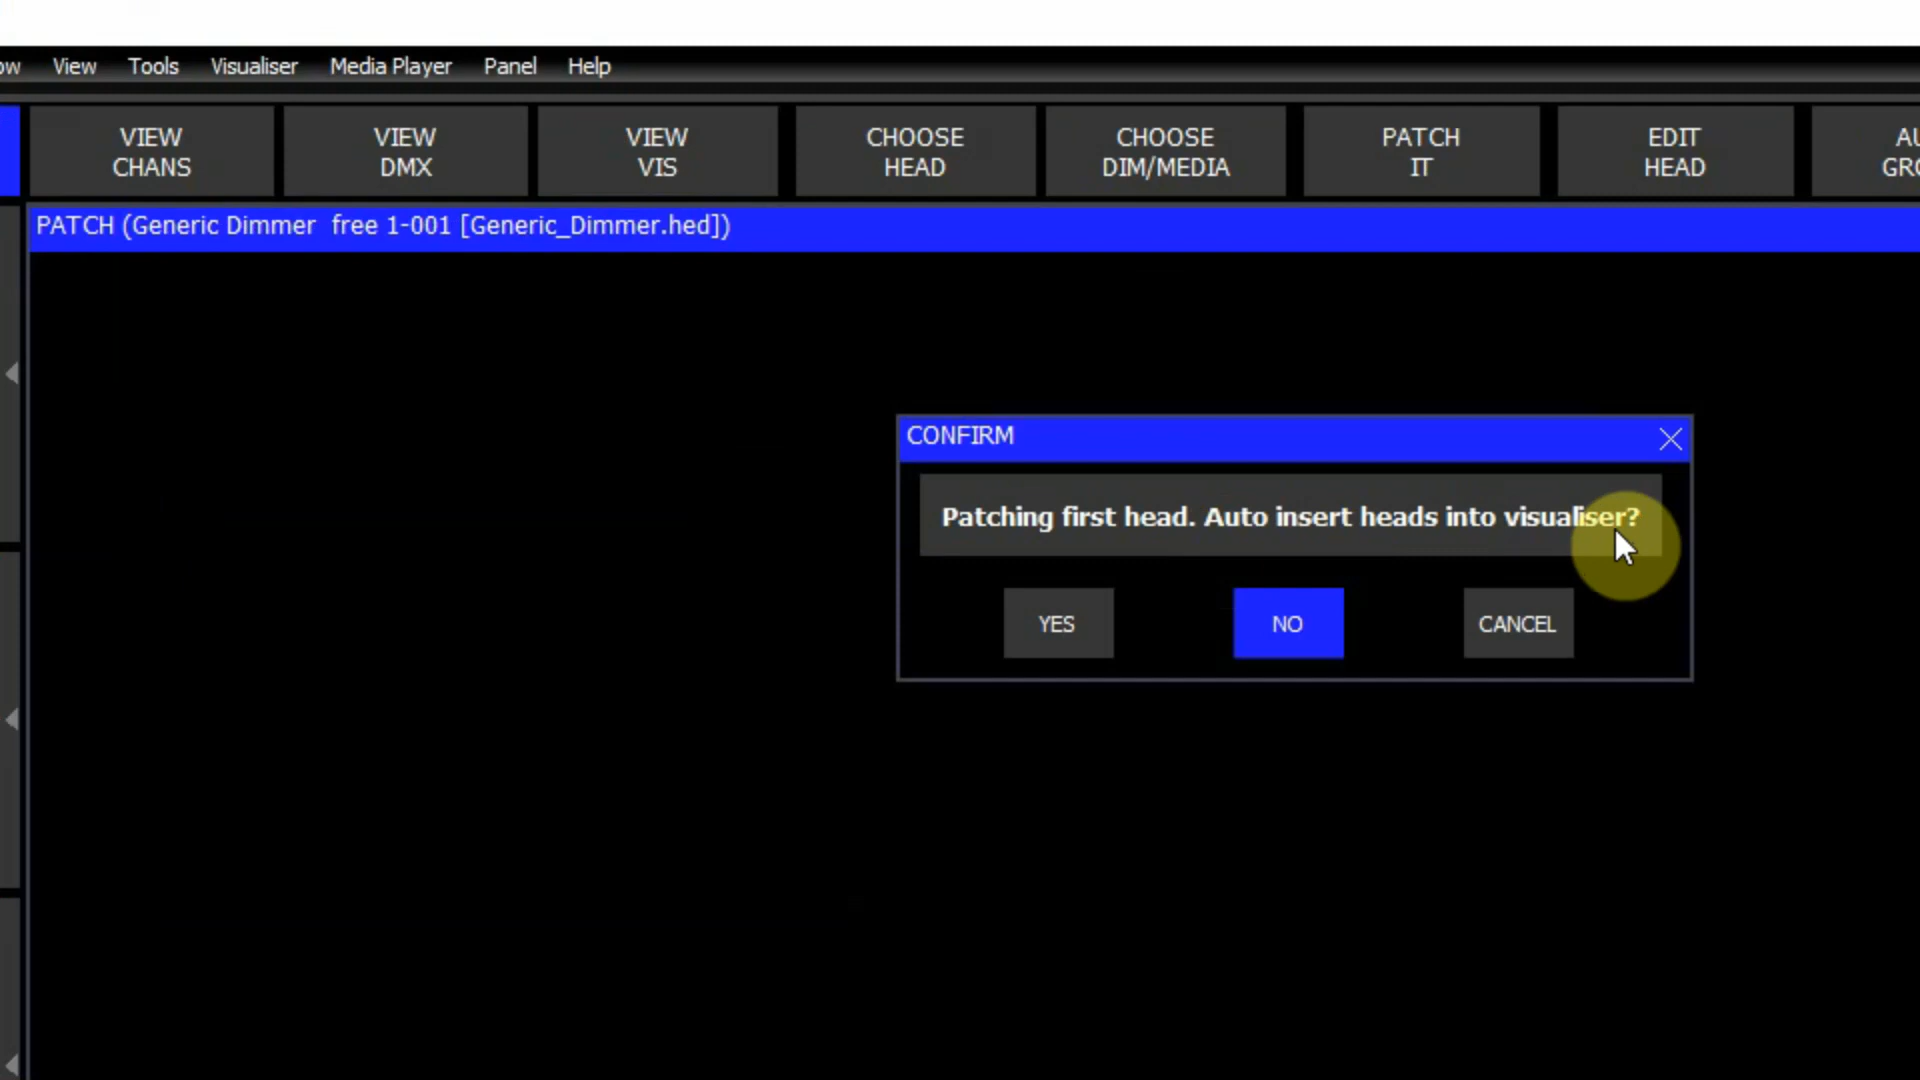 View Tools Visualiser Media Player Panel Help
VIEW
CHANS
VIEW
DMX
VIEW
VIS
CHOOSE
HEAD
CHOOSE
DIM/MEDIA
PATCH
IT
EDIT
HEAD
PATCH (Generic Dimmer free 1-001 [Generic_Dimmer.hed])
CONFIRM
Patching first head. Auto insert heads into visualiser?
YES
NO
CANCEL